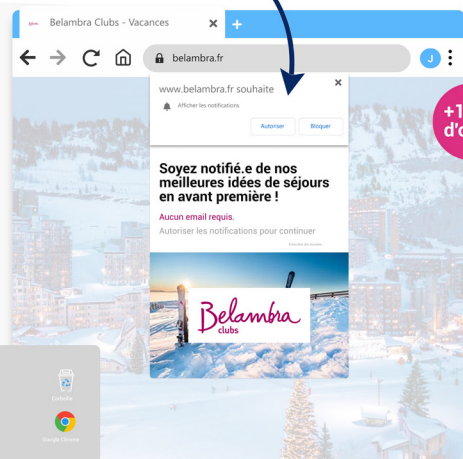 Belambra Clubs - Vacances
belambra.fr
J
www.belambra.fr souhaite
Afficher les notifications
Autoriser
Bloquer
+1
d'o
Soyez notifié.e de nos
meilleures idées de séjours
en avant première !
Aucun email requis.
Autoriser les notifications pour continuer
Belambra
clubs
Corbeille
Google Chrome